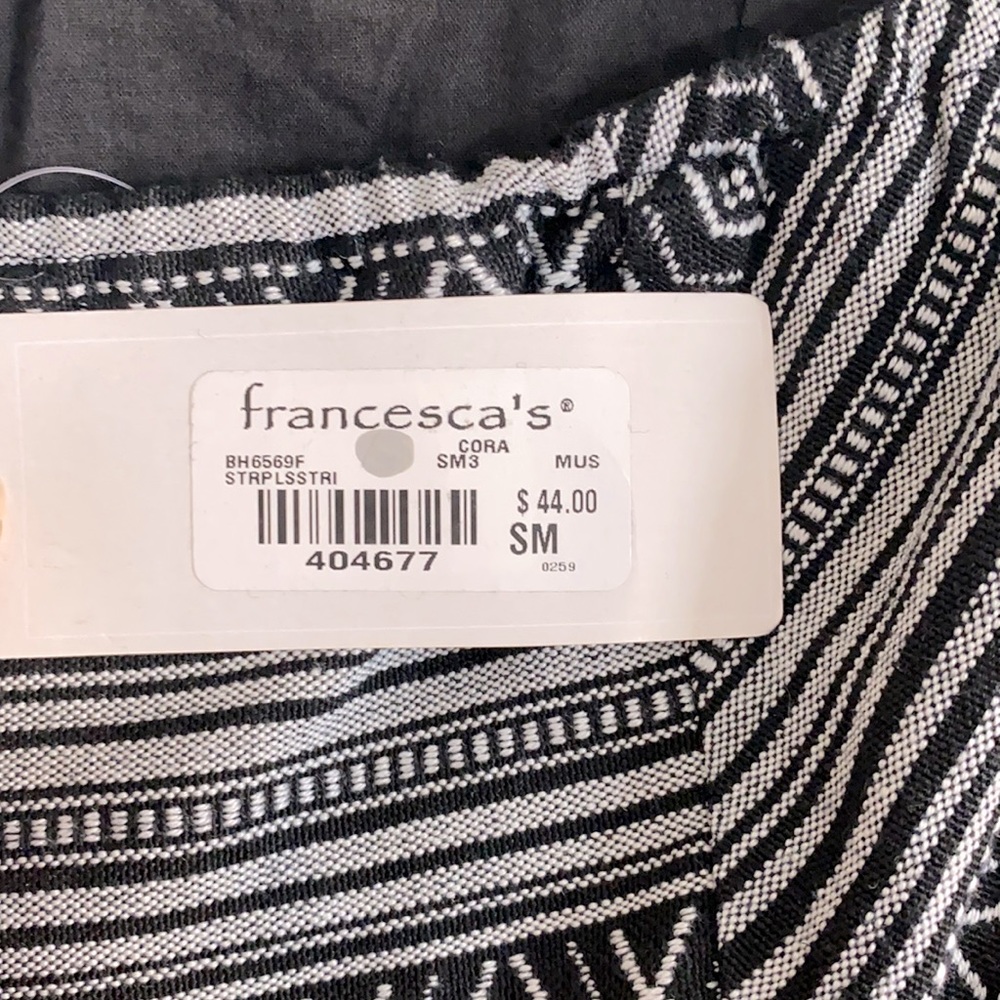 francesca's®
CORA
BH6569F SM3 MUS
STRPLSSTRI
$ 44.00
SM
404677
0259